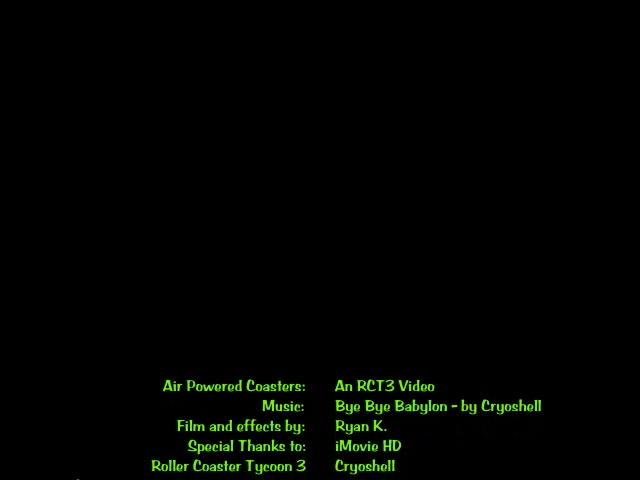 Air Powered Coasters: An RCT3 Video
Music: Bye Bye Babylon - by Cryoshell
Film and effects by: Ryan K.
Special Thanks to: iMovie HD
Roller Coaster Tycoon 3 Cryoshell